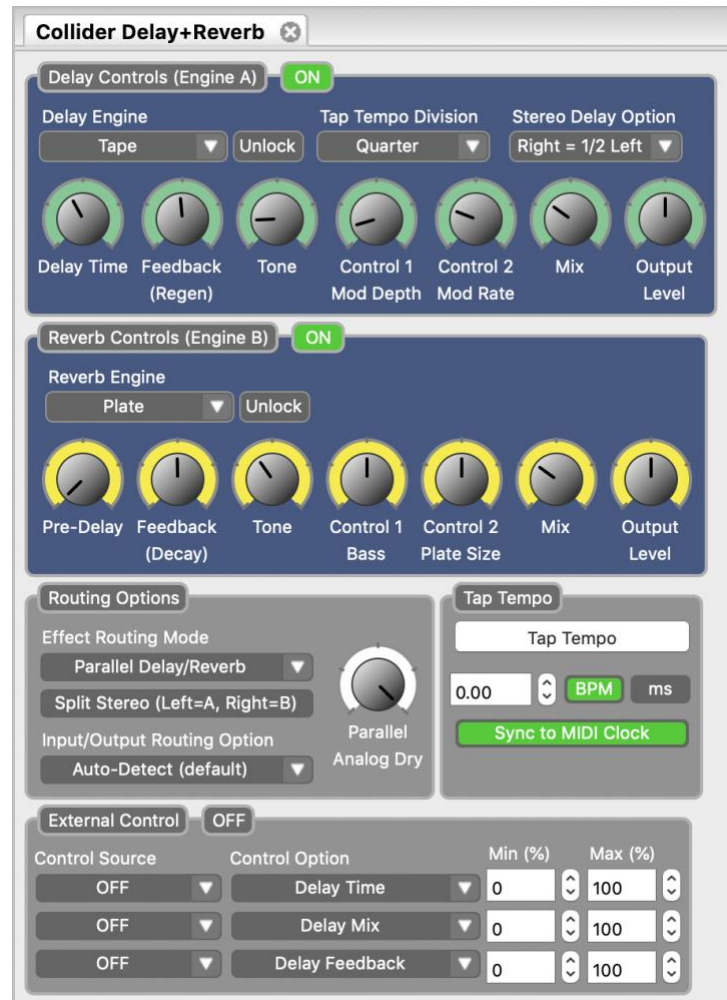 Collider Delay+Reverb
Delay Controls (Engine A) ON
Delay Engine Tap Tempo Division Stereo Delay Option
Tape Unlock Quarter Right = 1/2 Left
Delay Time Feedback Tone Control 1 Control 2 Mix Output
(Regen) Mod Depth Mod Rate Level
Reverb Controls (Engine B) ON
Reverb Engine
Plate Unlock
Pre-Delay Feedback Tone Control 1 Control 2 Mix Output
(Decay) Bass Plate Size Level
Routing Options
Effect Routing Mode
Parallel Delay/Reverb
Split Stereo (Left=A, Right=B)
Input/Output Routing Option
Auto-Detect (default)
Parallel
Analog Dry
Tap Tempo
Tap Tempo
0.00 BPM ms
Sync to MIDI Clock
External Control OFF
Control Source Control Option Min (%) Max (%)
OFF Delay Time 0 100
OFF Delay Mix 0 100
OFF Delay Feedback 0 100